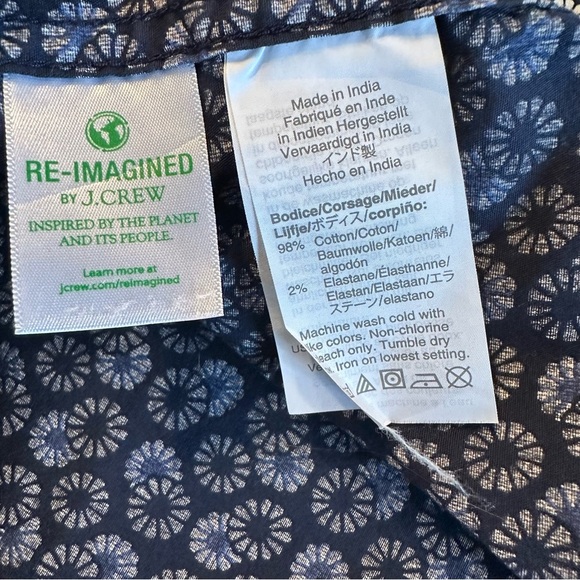 RE-IMAGINED
BY J.CREW
INSPIRED BY THE PLANET
AND ITS PEOPLE.
Learn more at
jcrew.com/reimagined
Made in India
Fabriqué en Inde
in Indien Hergestellt
Vervaardigd in India
インド製
Hecho en India
Bodice/Corsage/Mieder/
Lijfje/ボディス/corpiño:
98% Cotton/Coton/
Baumwolle/Katoen/綿/
algodón
2% Elastane/Élasthanne/
Elastan/Elastaan/エラ
ステーン/elastano
Machine wash cold with
like colors. Non-chlorine
only. Tumble dry
Iron on lowest setting.